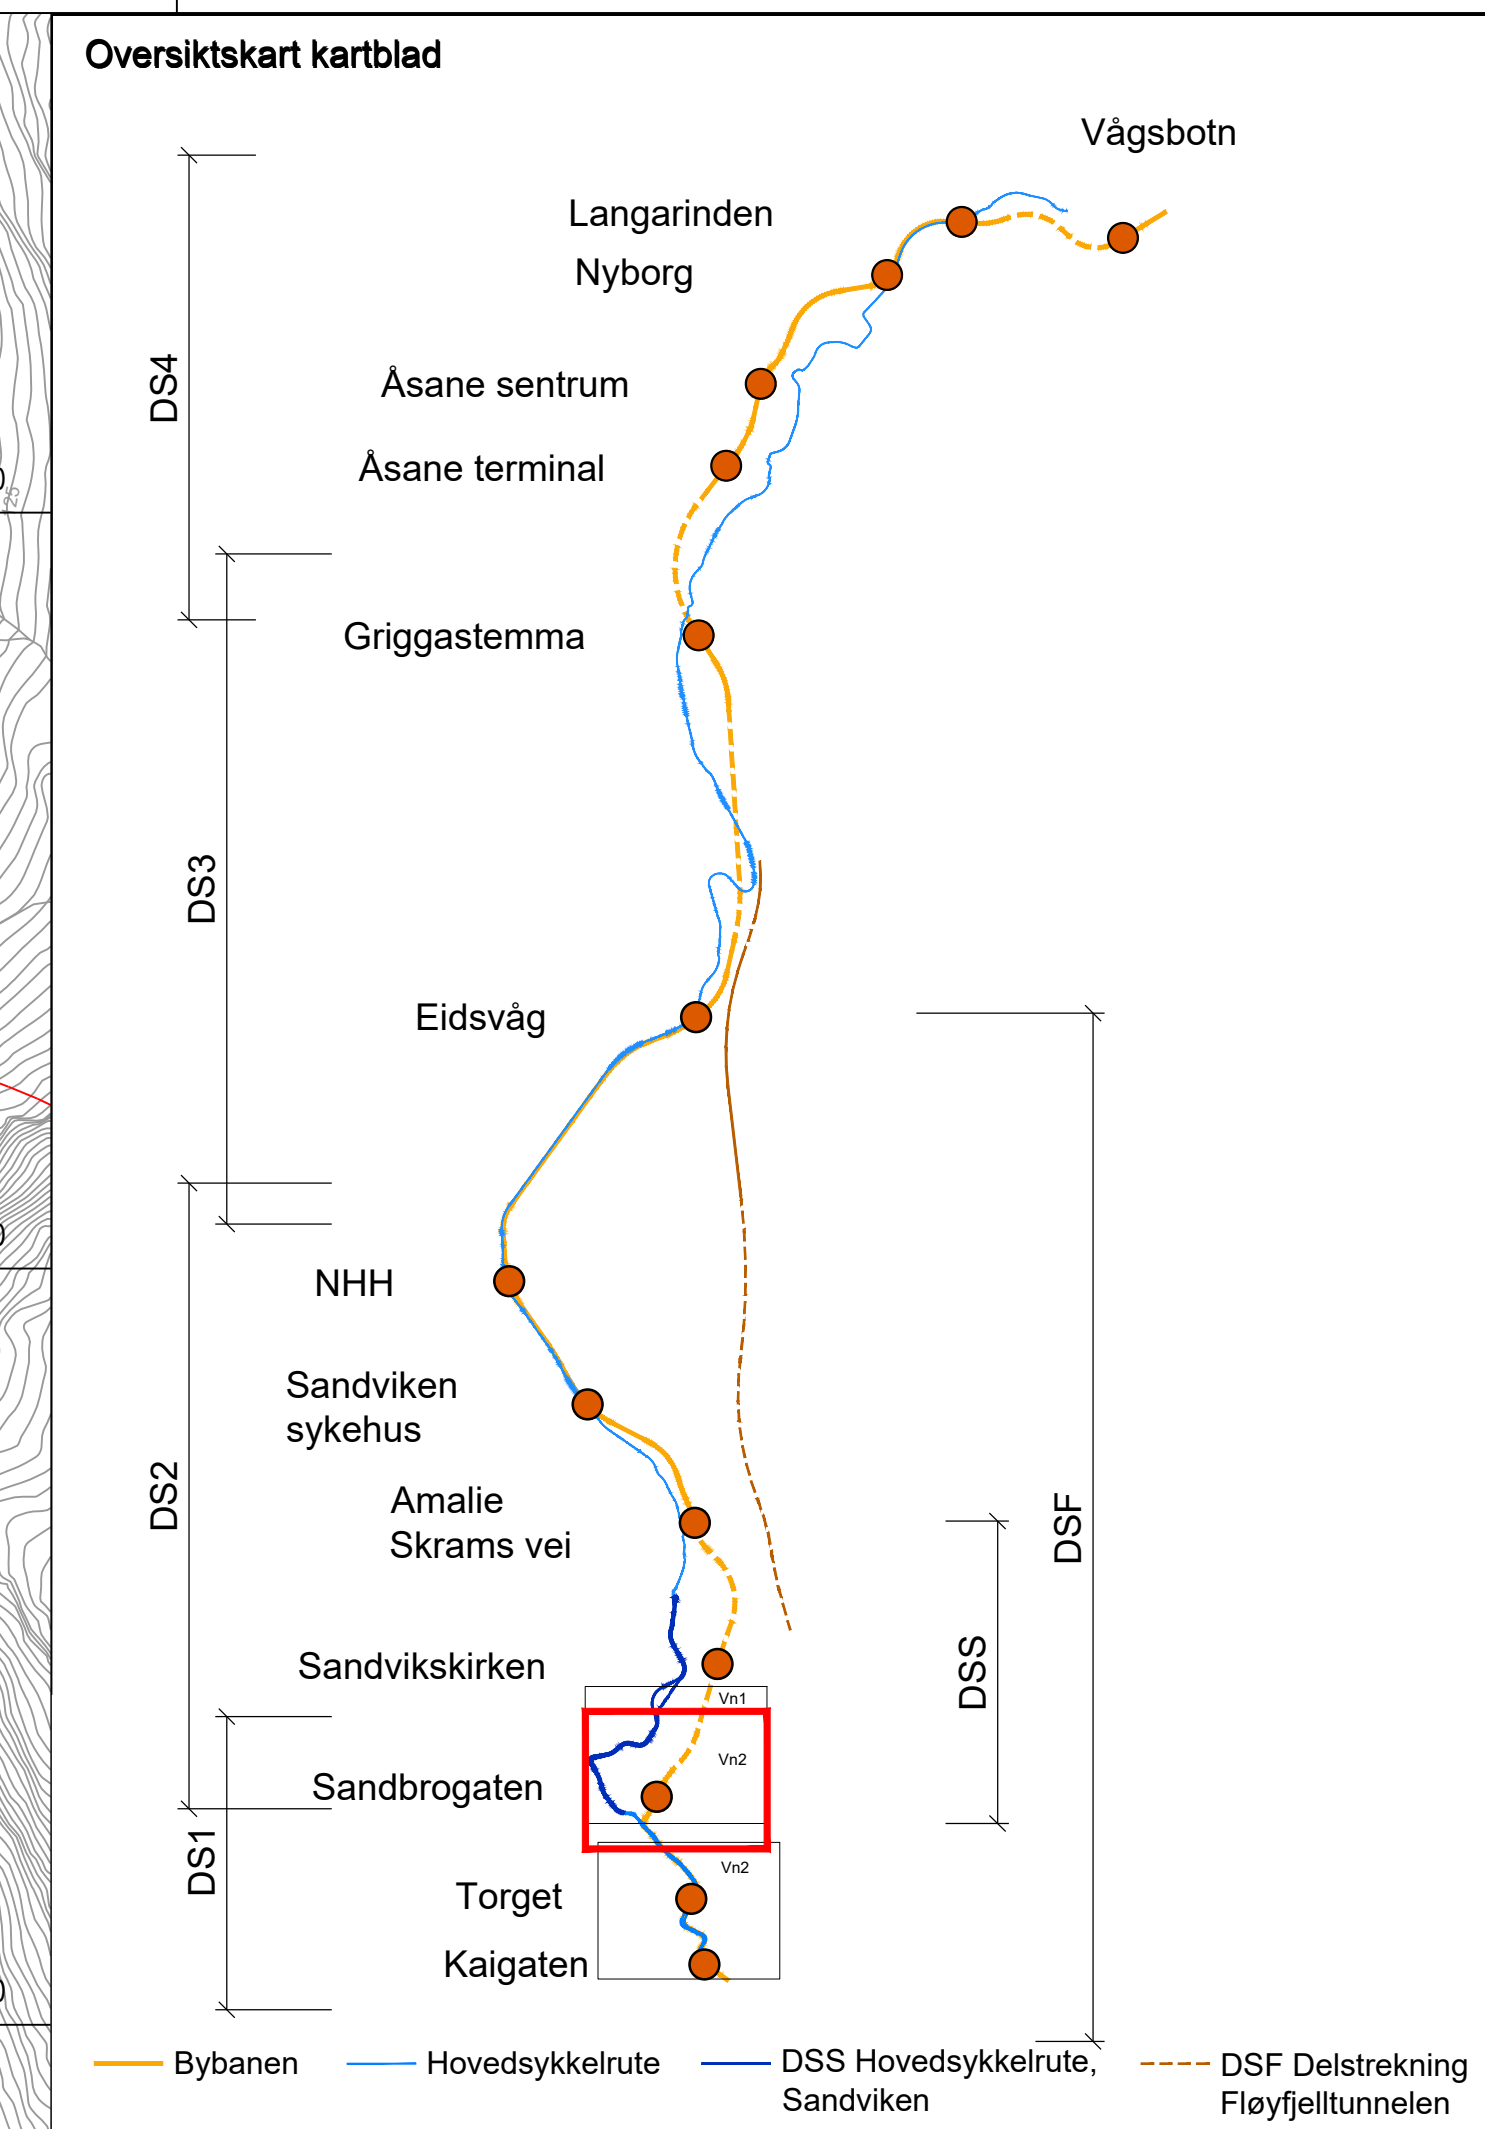 Oversiktskart kartblad
Vågsbotn
Langarinden
Nyborg
DS4
Åsane sentrum
Åsane terminal
25
Griggastemma
DS3
Eidsvåg
NHH
Sandviken
sykehus
DS2
Amalie
Skrams vei
DSF
DSS
Sandvikskirken
Vn1
Vn2
Sandbrogaten
DS1
Vn2
Torget
Kaigaten
Bybanen
Hovedsykkelrute
DSS Hovedsykkelrute,
Sandviken
DSF Delstrekning
Fløyfjelltunnelen